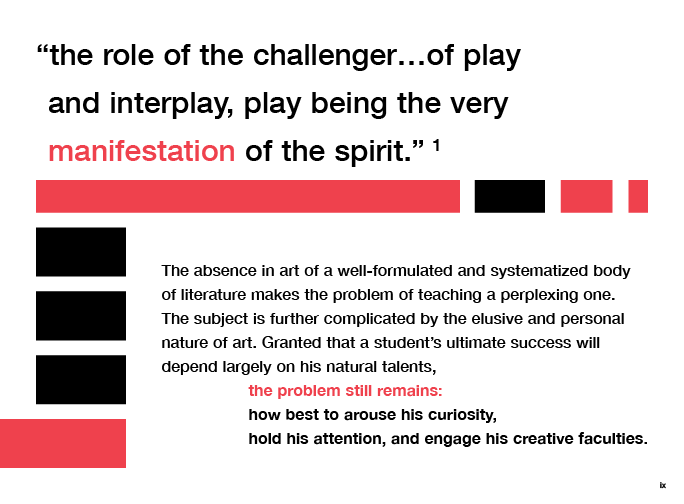 “the role of the challenger…of play
and interplay, play being the very
manifestation of the spirit.” 1
The absence in art of a well-formulated and systematized body
of literature makes the problem of teaching a perplexing one.
The subject is further complicated by the elusive and personal
nature of art. Granted that a student’s ultimate success will
depend largely on his natural talents,
the problem still remains:
how best to arouse his curiosity,
hold his attention, and engage his creative faculties.
ix